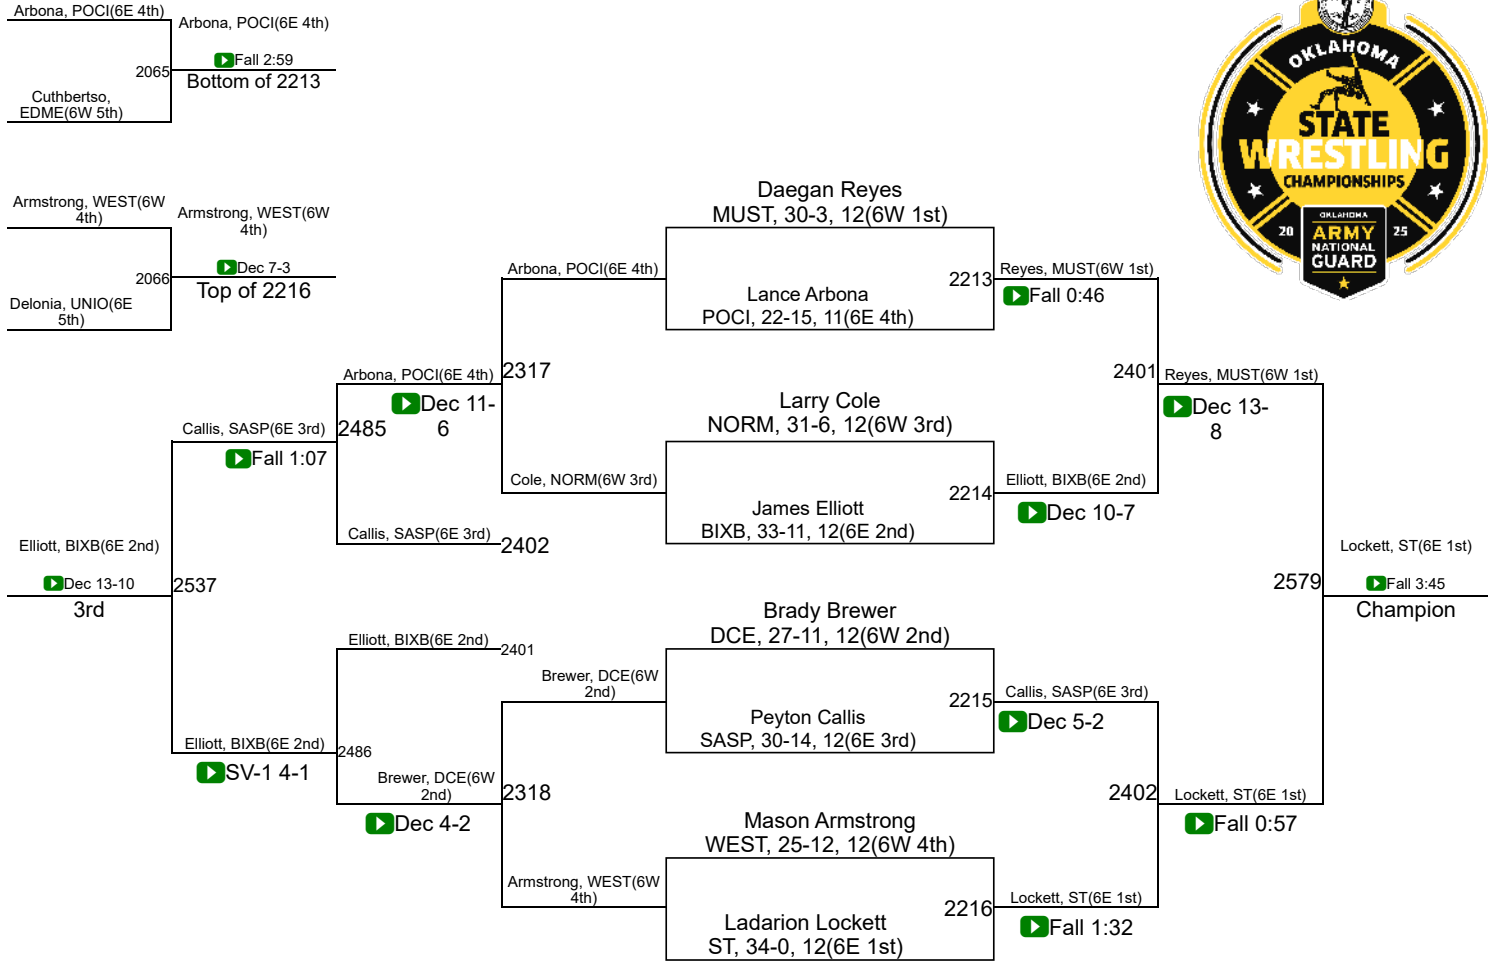 Arbona, POCI(6E 4th)
Arbona, POCI(6E 4th)
Fall 2:59
2065
Bottom of 2213
Cuthbertso,
EDME(6W 5th)
Armstrong, WEST(6W
4th)
Armstrong, WEST(6W
4th)
Dec 7-3
2066
Top of 2216
Delonia, UNIO(6E
5th)
OKLAHOMA
STATE
WRESTLING
CHAMPIONSHIPS
OKLAHOMA
20
ARMY
25
NATIONAL
GUARD
Daegan Reyes
MUST, 30-3, 12(6W 1st)
Arbona, POCI(6E 4th)
2213
Reyes, MUST(6W 1st)
Fall 0:46
Lance Arbona
POCI, 22-15, 11(6E 4th)
Arbona, POCI(6E 4th)
2317
Dec 11-
6
2401
Reyes, MUST(6W 1st)
Dec 13-
8
Larry Cole
NORM, 31-6, 12(6W 3rd)
Callis, SASP(6E 3rd)
2485
Fall 1:07
Cole, NORM(6W 3rd)
2214
Elliott, BIXB(6E 2nd)
Dec 10-7
James Elliott
BIXB, 33-11, 12(6E 2nd)
Callis, SASP(6E 3rd)
2402
Elliott, BIXB(6E 2nd)
Dec 13-10
2537
3rd
Lockett, ST(6E 1st)
2579
Fall 3:45
Champion
Brady Brewer
DCE, 27-11, 12(6W 2nd)
Elliott, BIXB(6E 2nd)
2401
Brewer, DCE(6W
2nd)
2215
Callis, SASP(6E 3rd)
Dec 5-2
Peyton Callis
SASP, 30-14, 12(6E 3rd)
Elliott, BIXB(6E 2nd)
2486
SV-1 4-1
Brewer, DCE(6W
2nd)
2318
Dec 4-2
2402
Lockett, ST(6E 1st)
Fall 0:57
Mason Armstrong
WEST, 25-12, 12(6W 4th)
Armstrong, WEST(6W
4th)
2216
Lockett, ST(6E 1st)
Fall 1:32
Ladarion Lockett
ST, 34-0, 12(6E 1st)